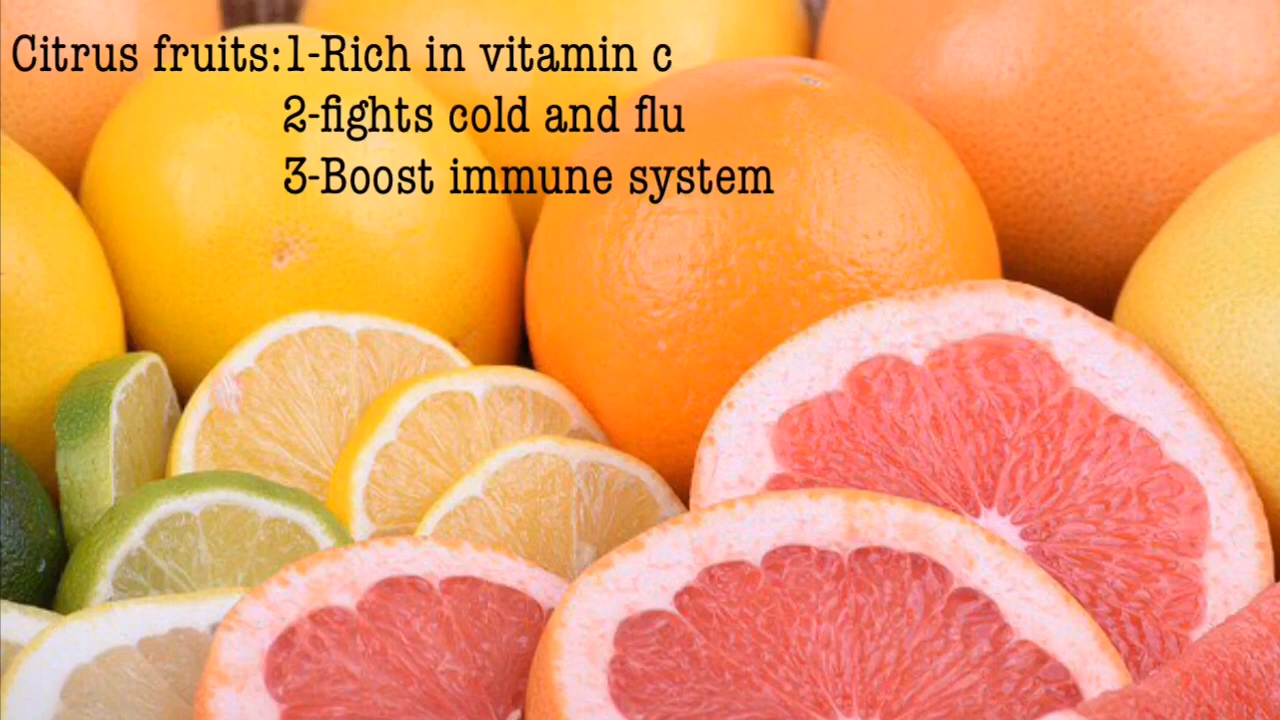 Citrus fruits:1-Rich in vitamin c
2-fights cold and flu
3-Boost immune system